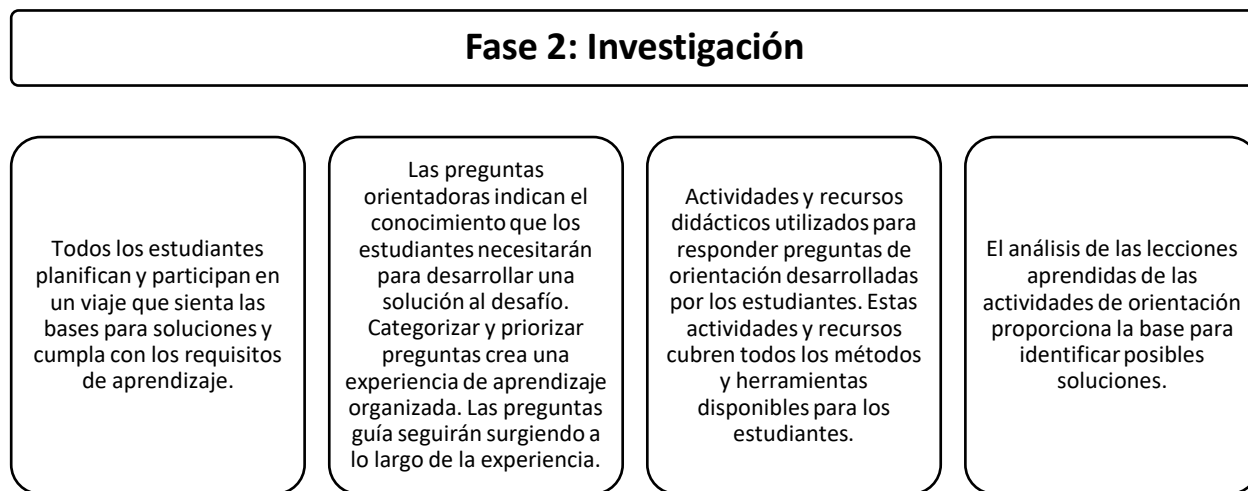 Fase 2: Investigación
Todos los estudiantes
planifican y participan en
un viaje que sienta las
bases para soluciones y
cumpla con los requisitos
de aprendizaje.
Las preguntas
orientadoras indican el
conocimiento que los
estudiantes necesitarán
para desarrollar una
solución al desafío.
Categorizar y priorizar
preguntas crea una
experiencia de aprendizaje
organizada. Las preguntas
guía seguirán surgiendo a
lo largo de la experiencia.
Actividades y recursos
didácticos utilizados para
responder preguntas de
orientación desarrolladas
por los estudiantes. Estas
actividades y recursos
cubren todos los métodos
y herramientas
disponibles para los
estudiantes.
El análisis de las lecciones
aprendidas de las
actividades de orientación
proporciona la base para
identificar posibles
soluciones.